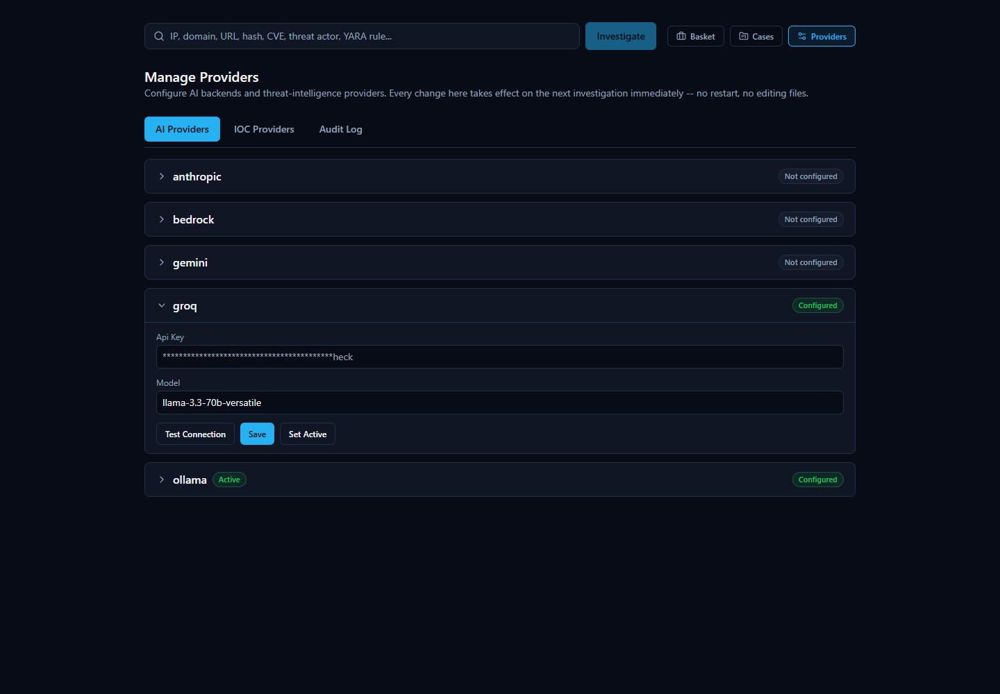 IP, domain, URL, hash, CVE, threat actor, YARA rule...
Investigate
Basket
Cases
Providers
Manage Providers
Configure AI backends and threat-intelligence providers. Every change here takes effect on the next investigation immediately -- no restart, no editing files.
AI Providers
IOC Providers
Audit Log
anthropic
Not configured
bedrock
Not configured
gemini
Not configured
groq
Configured
Api Key
*******************************************heck
Model
llama-3.3-70b-versatile
Test Connection
Save
Set Active
ollama
Active
Configured